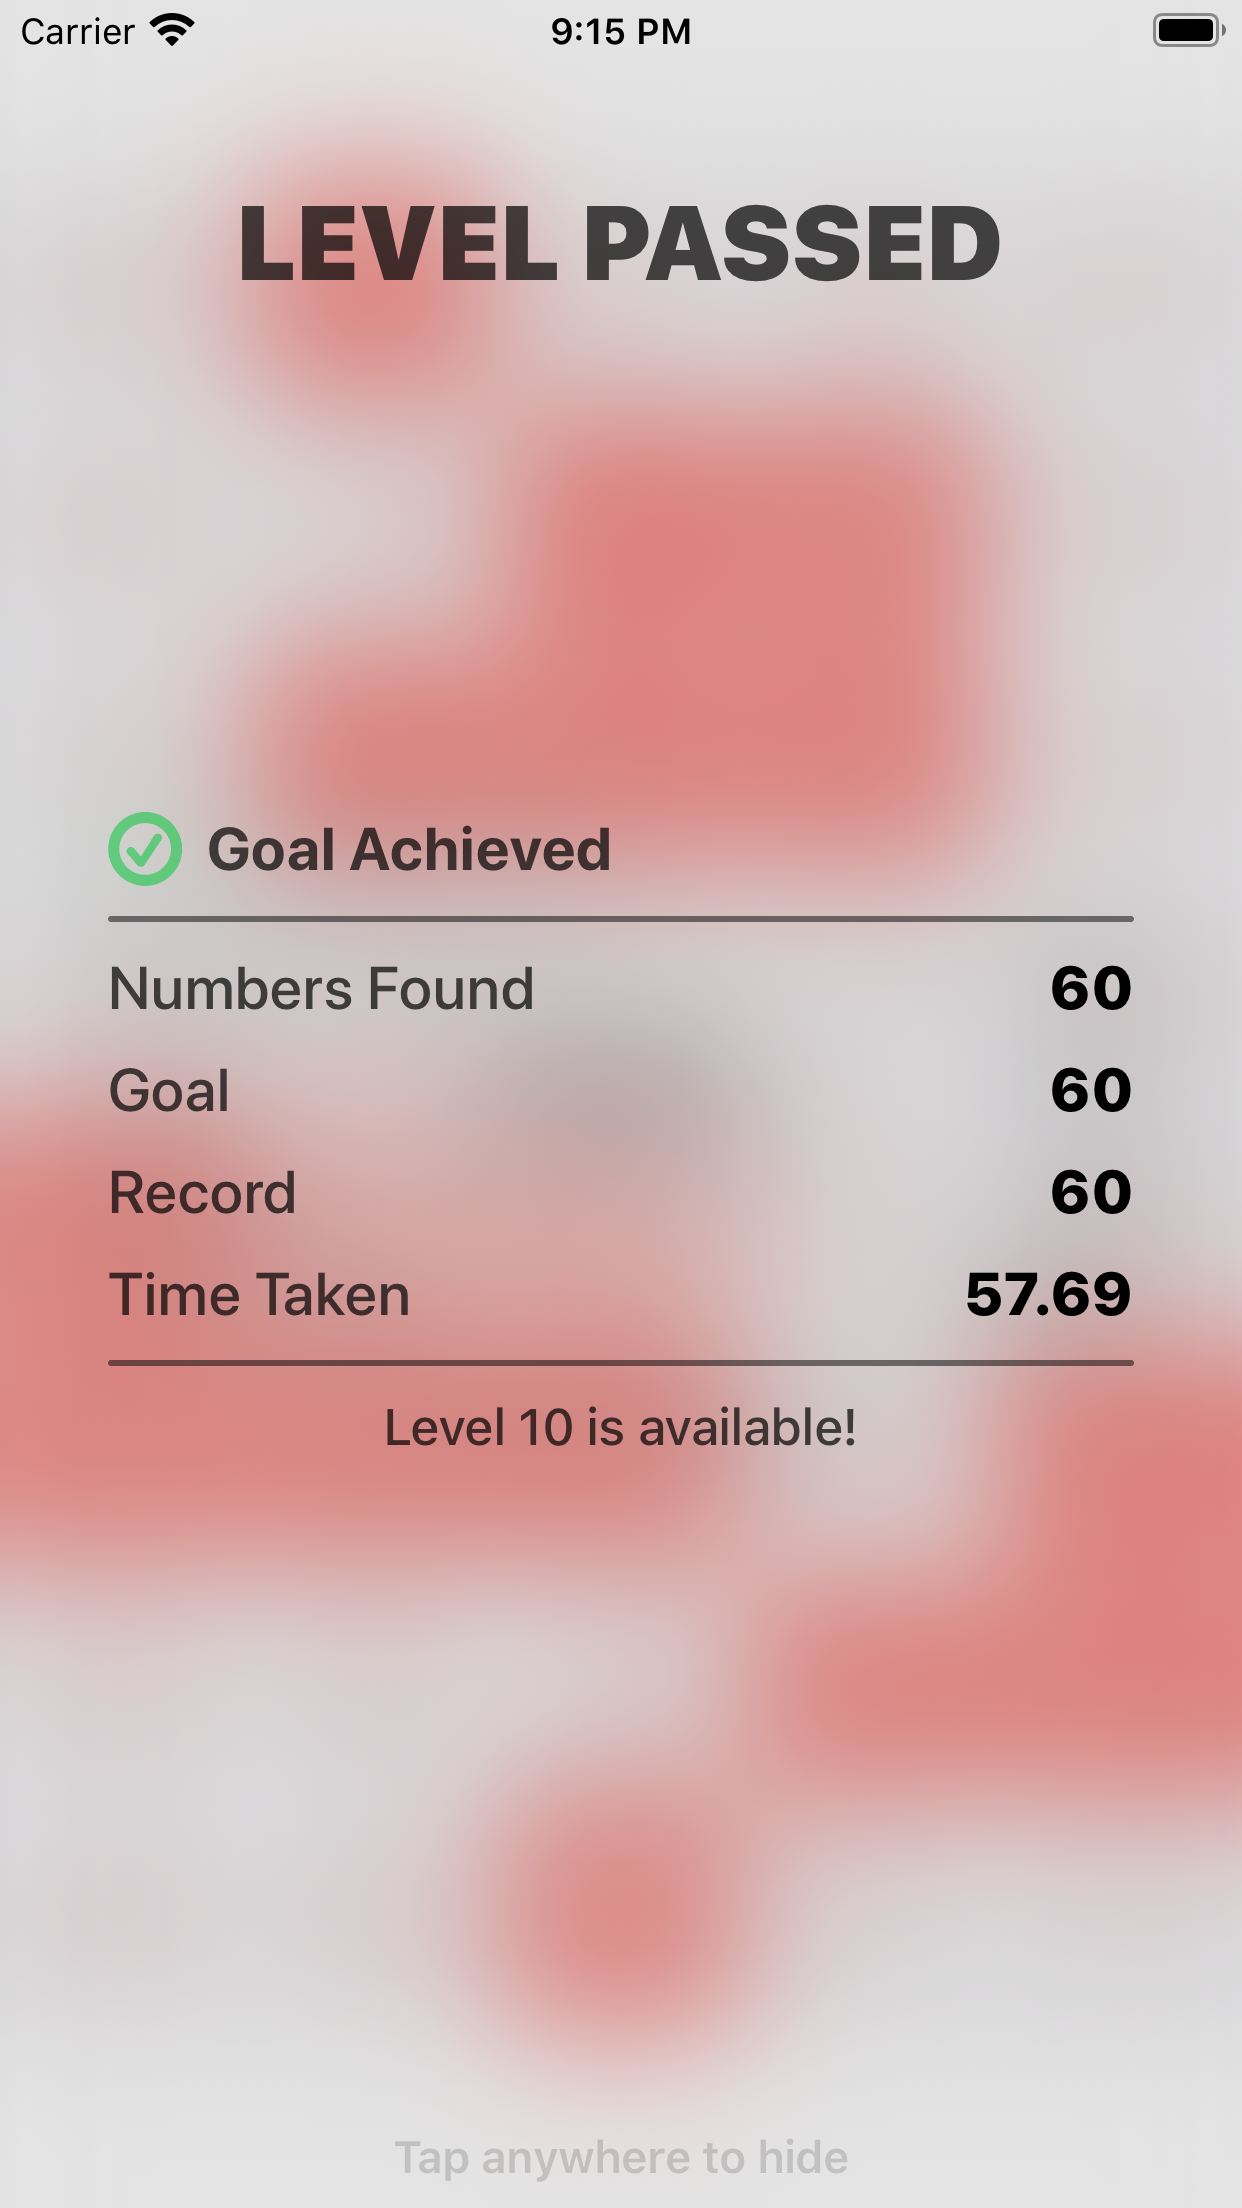 Carrier 9:15 PM
LEVEL PASSED
Goal Achieved
Numbers Found 60
Goal 60
Record 60
Time Taken 57.69
Level 10 is available!
Tap anywhere to hide